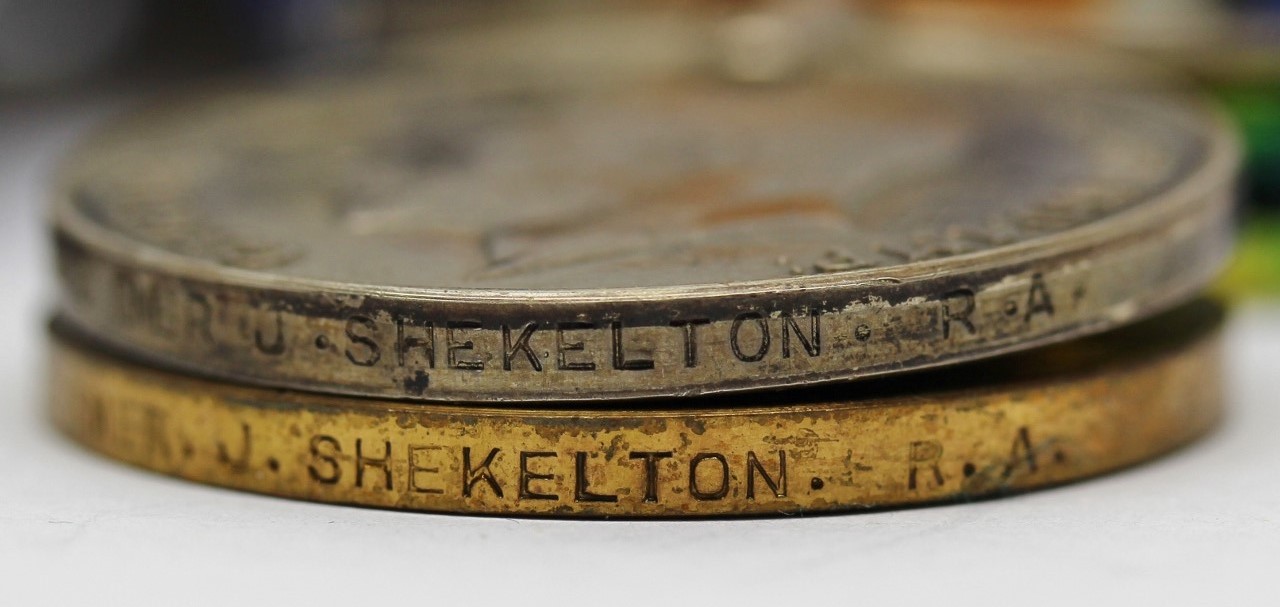 J. SHEKELTON. R.A.
R. J. SHEKELTON. R.A.